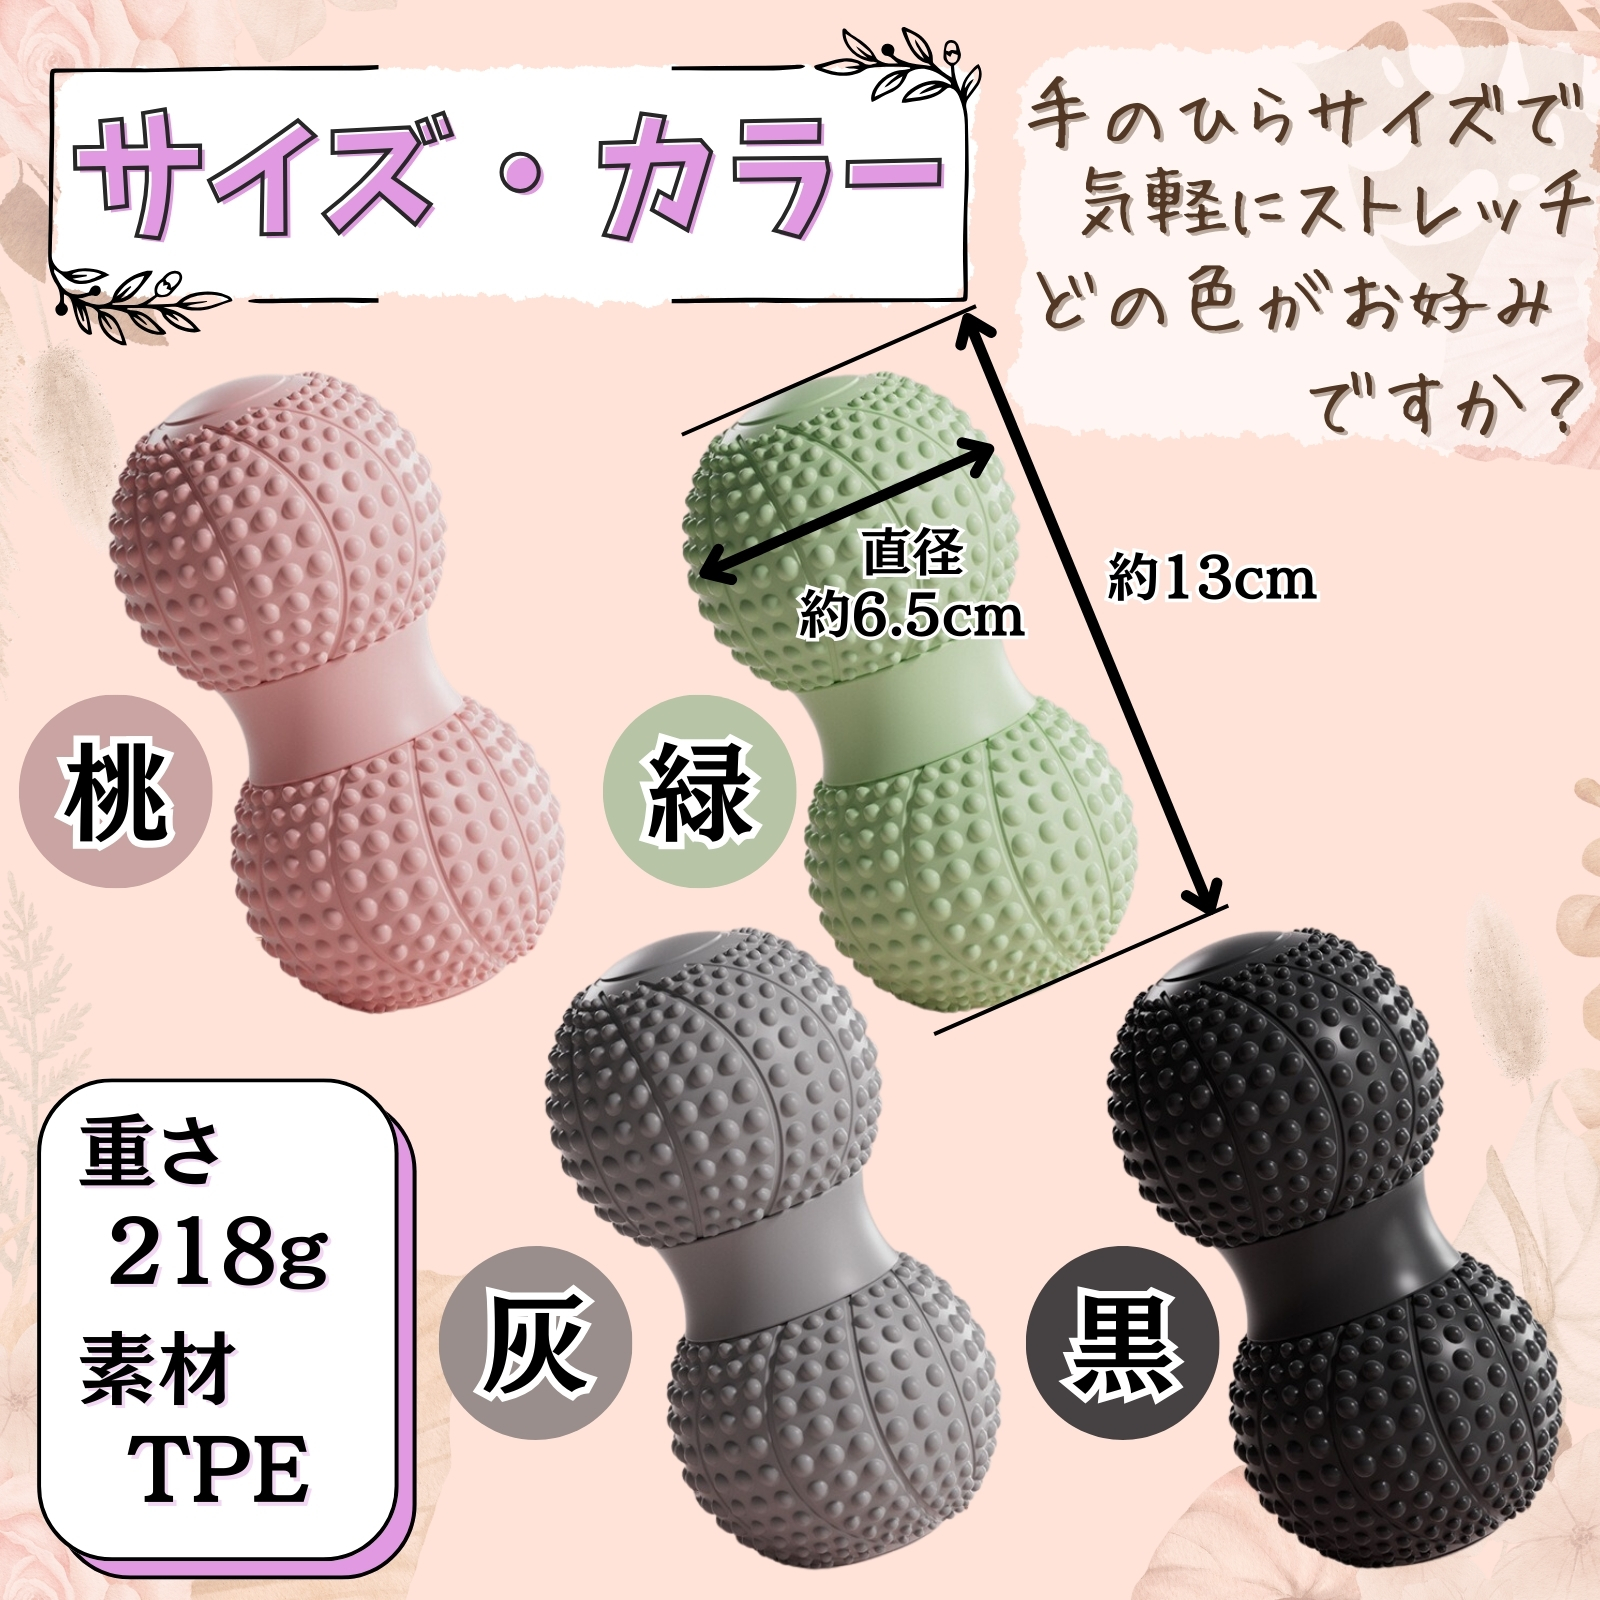 サイズ・カラー
手のひらサイズで
気軽にストレッチ
どの色がお好み
ですか？
直径
約6.5cm
約13cm
桃
緑
灰
黒
重さ
218g
素材
TPE